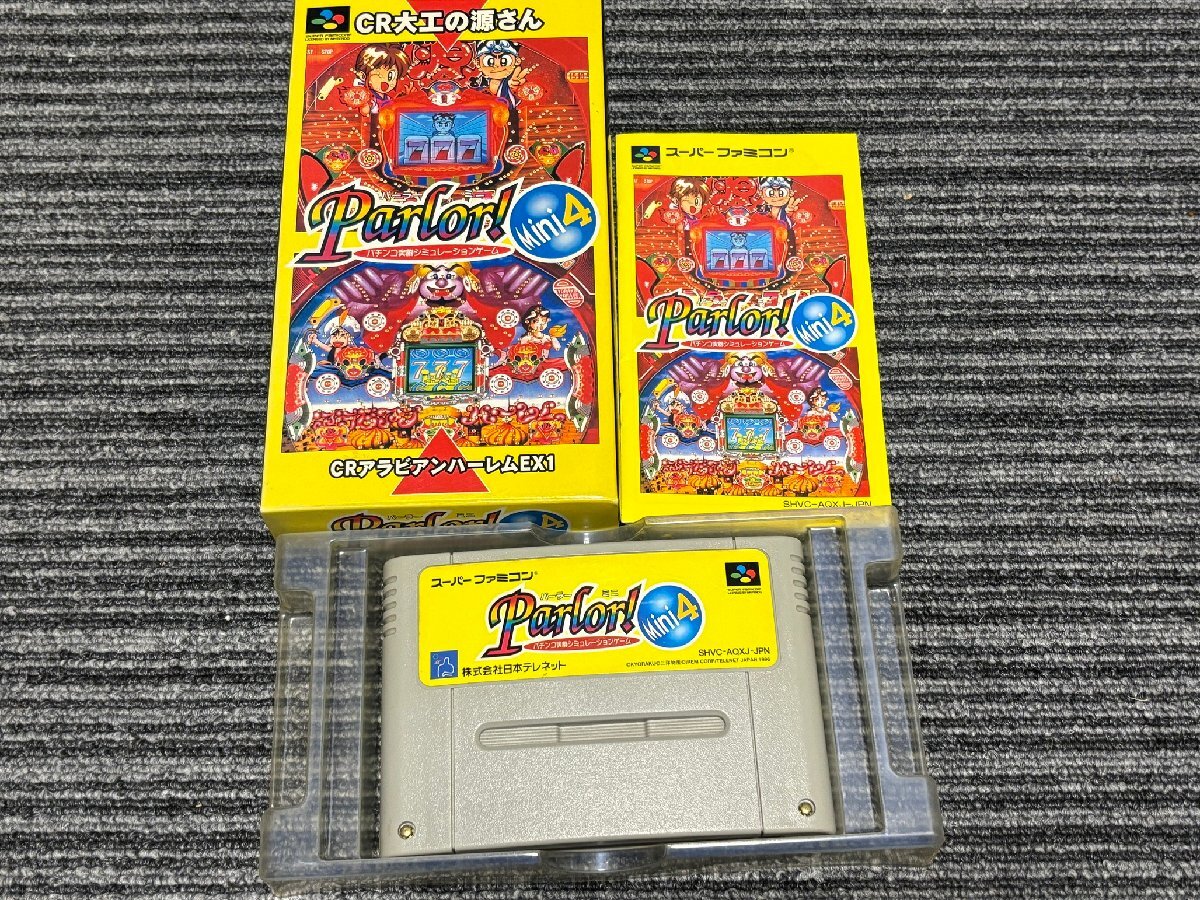 CR大工の源さん
777
パーラー ミニ
Parlor!
Mini 4
パチンコ実機シミュレーションゲーム
777
CRアラビアンハーレムEX1
Parlor!
スーパーファミコン
777
Parlor!
Mini 4
パチンコ実機シミュレーションゲーム
777
SHVC-AQXJ-JPN
スーパーファミコン
パーラー ミニ
Parlor!
Mini 4
パチンコ実機シミュレーションゲーム
SHVC-AQXJ-JPN
株式会社日本テレネット